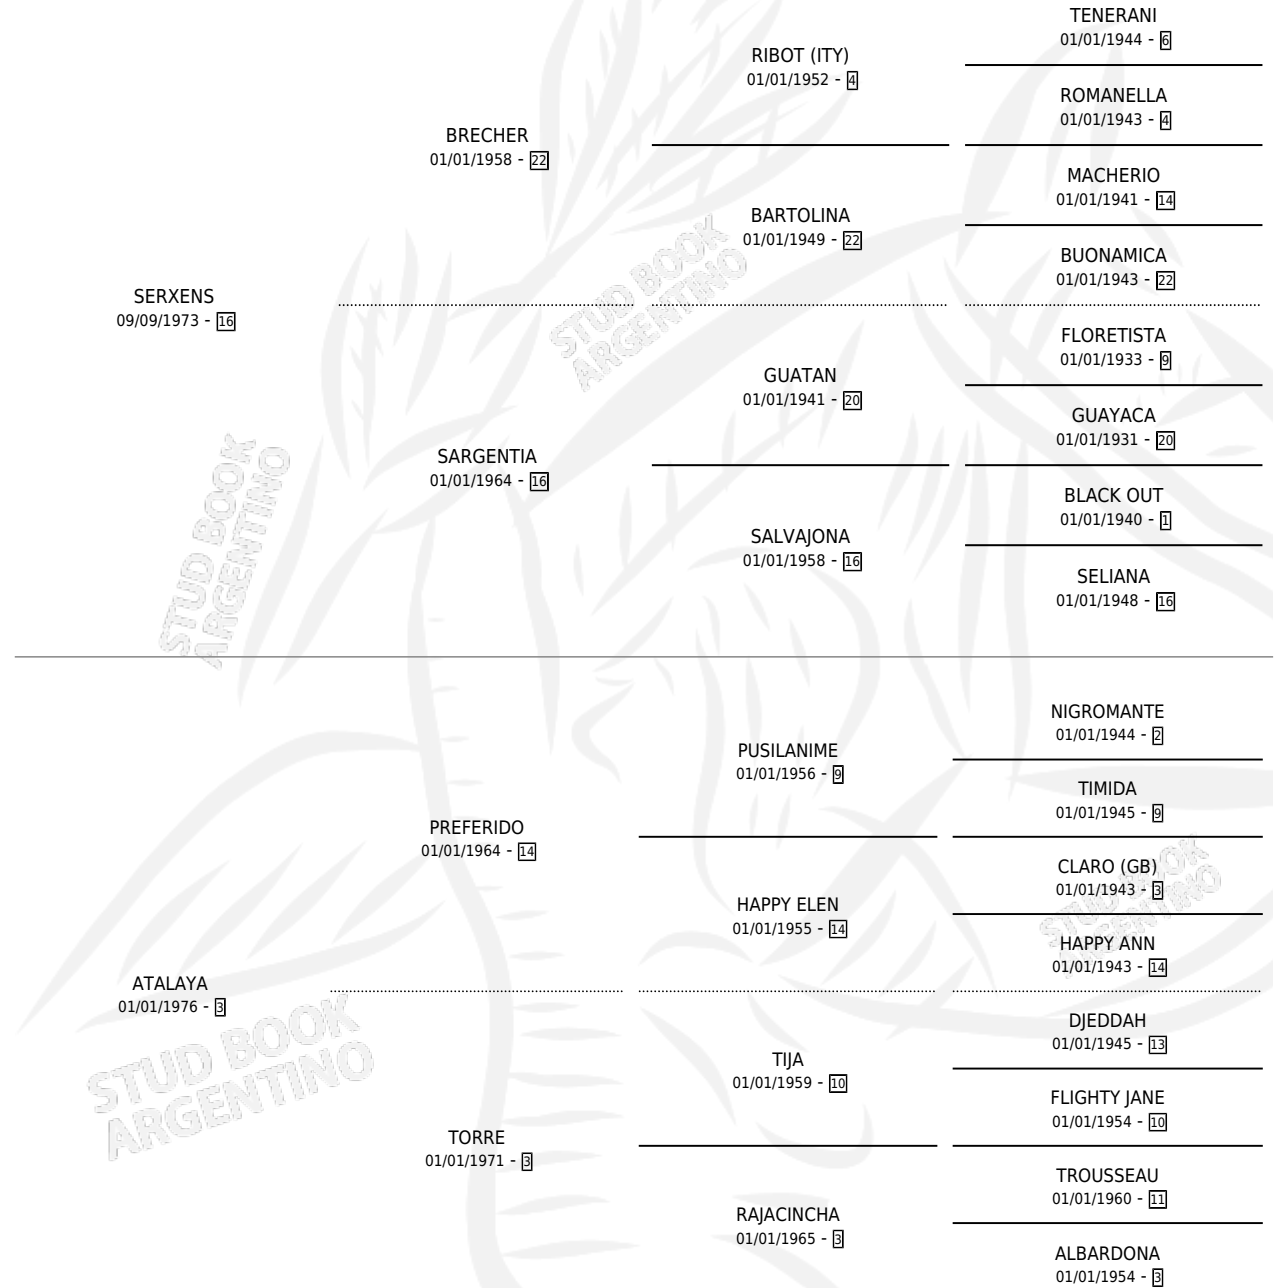 TENERANI
01/01/1944 - 6
RIBOT (ITY)
01/01/1952 - 4
ROMANELLA
01/01/1943 - 4
BRECHER
01/01/1958 - 22
MACHERIO
01/01/1941 - 14
BARTOLINA
01/01/1949 - 22
BUONAMICA
01/01/1943 - 22
SERXENS
09/09/1973 - 16
FLORETISTA
01/01/1933 - 9
GUATAN
01/01/1941 - 20
GUAYACA
01/01/1931 - 20
SARGENTIA
01/01/1964 - 16
BLACK OUT
01/01/1940 - 1
SALVAJONA
01/01/1958 - 16
SELIANA
01/01/1948 - 16
STUD BOOK
ARGENTINO
STUD BOOK
ARGENTINO
NIGROMANTE
01/01/1944 - 2
PUSILANIME
01/01/1956 - 9
TIMIDA
01/01/1945 - 9
PREFERIDO
01/01/1964 - 14
CLARO (GB)
01/01/1943 - 3
HAPPY ELEN
01/01/1955 - 14
HAPPY ANN
01/01/1943 - 14
STUD BOOK
ARGENTINO
ATALAYA
01/01/1976 - 3
DJEDDAH
01/01/1945 - 13
TIJA
01/01/1959 - 10
FLIGHTY JANE
01/01/1954 - 10
TORRE
01/01/1971 - 3
TROUSSEAU
01/01/1960 - 11
RAJACINCHA
01/01/1965 - 3
ALBARDONA
01/01/1954 - 3
STUD BOOK
ARGENTINO